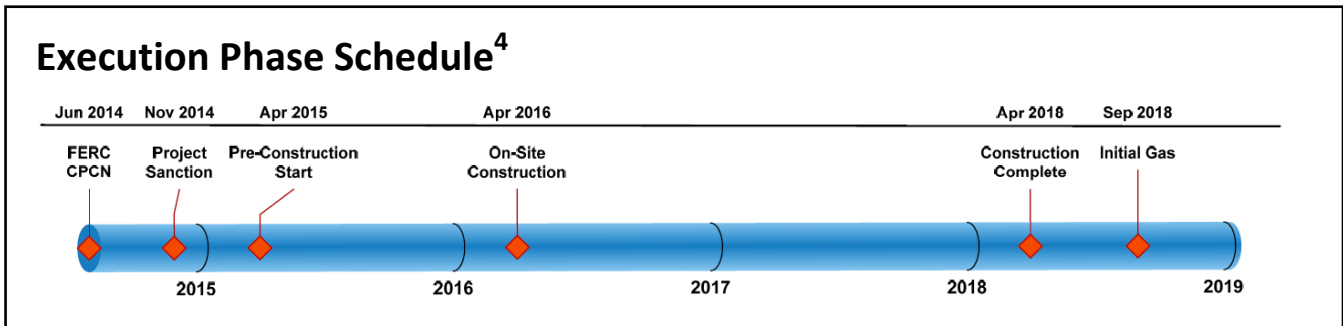 Execution Phase Schedule4
Jun 2014 Nov 2014 Apr 2015 Apr 2016 Apr 2018 Sep 2018
FERC Project Pre-Construction On-Site Construction Initial Gas
CPCN Sanction Start Construction Complete
2015 2016 2017 2018 2019